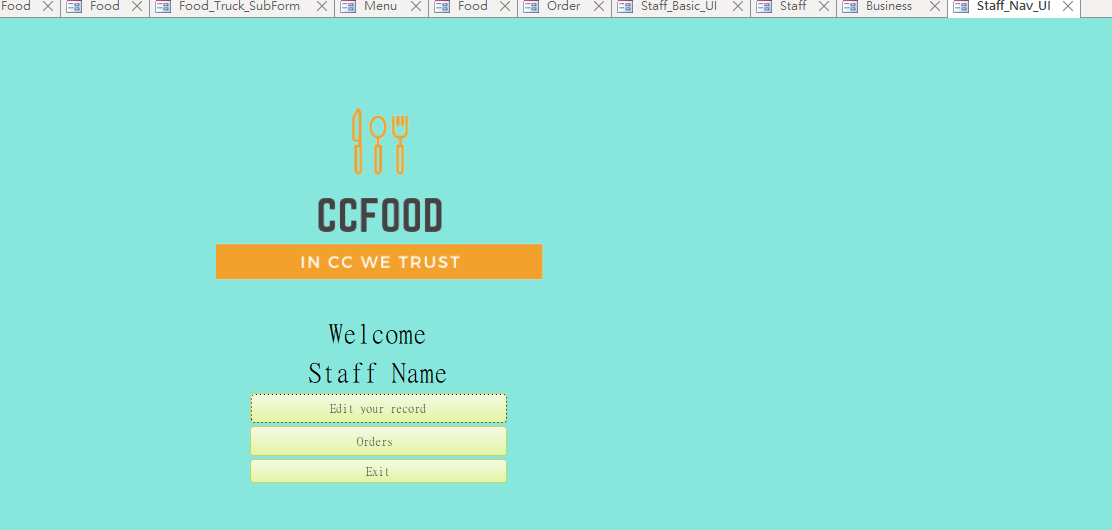 Food Food Food_Truck_SubForm Menu Food Order Staff_Basic_UI Staff Business Staff_Nav_UI
CCFOOD
IN CC WE TRUST
Welcome
Staff Name
Edit your record
Orders
Exit